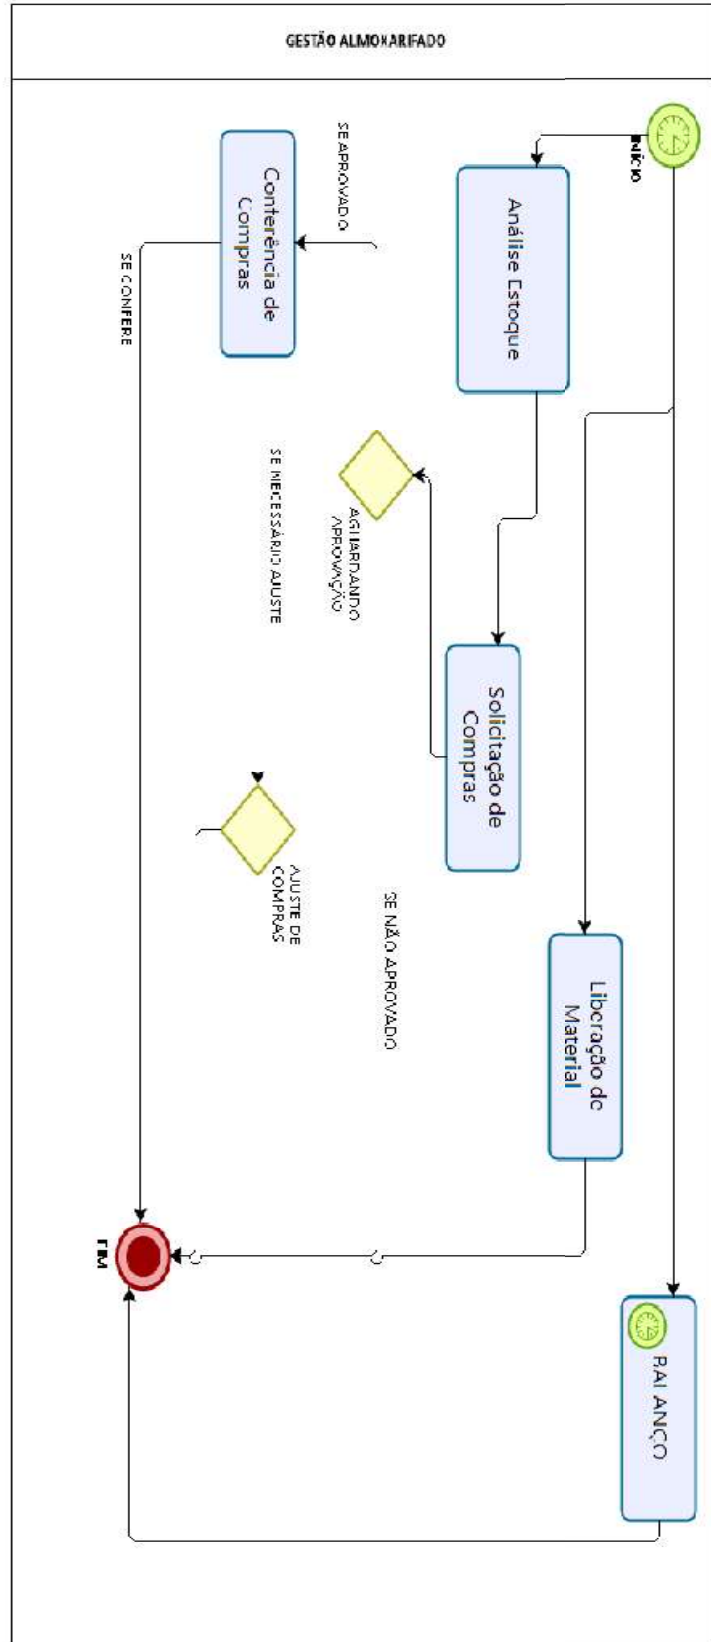 GESTÃO ALMOXARIFADO
INÍCIO
Análise Estoque
SE APROVADO
Conferência de
Compras
SE CONFERE
AGUARDANDO
APROVAÇÃO
SE NECESSÁRIO AJUSTE
Solicitação de
Compras
AJUSTE DE
COMPRAS
SE NÃO APROVADO
Liberação de
Material
FIM
BALANÇO